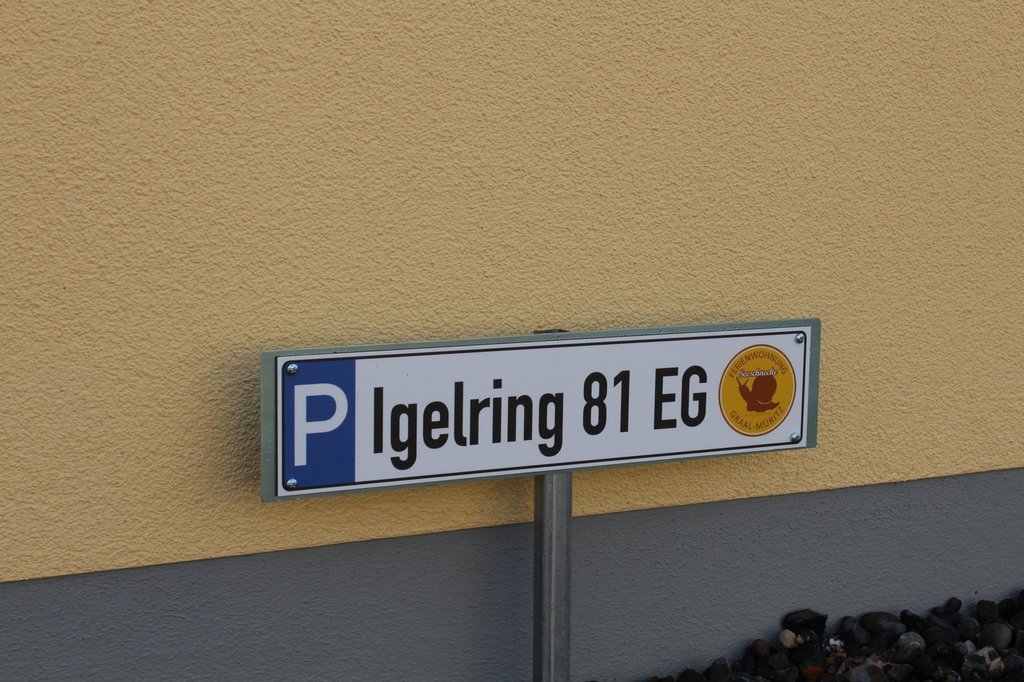 P Igelring 81 EG
FERIENWOHNUNG
Seeschnecke
GRAAL-MÜRITZ